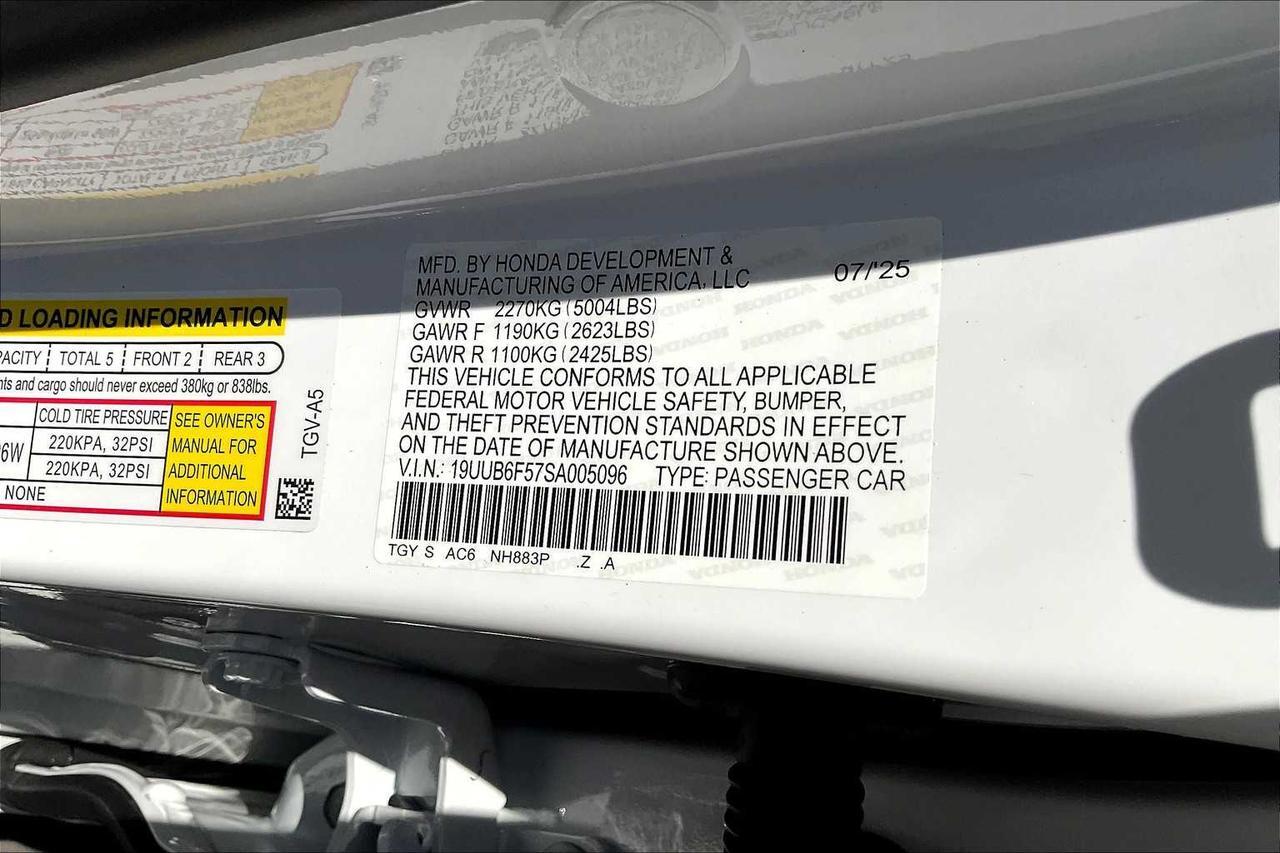 D LOADING INFORMATION
PACITY TOTAL 5 FRONT 2 REAR 3
nts and cargo should never exceed 380kg or 838lbs.
COLD TIRE PRESSURE
SEE OWNER'S
MANUAL FOR
ADDITIONAL
INFORMATION
6W
220KPA, 32PSI
220KPA, 32PSI
NONE
TGV-A5
MFD. BY HONDA DEVELOPMENT &
MANUFACTURING OF AMERICA, LLC
07/'25
GVWR 2270KG (5004LBS)
GAWR F 1190KG (2623LBS)
GAWR R 1100KG (2425LBS)
THIS VEHICLE CONFORMS TO ALL APPLICABLE
FEDERAL MOTOR VEHICLE SAFETY, BUMPER,
AND THEFT PREVENTION STANDARDS IN EFFECT
ON THE DATE OF MANUFACTURE SHOWN ABOVE.
V.I.N.: 19UUB6F57SA005096 TYPE: PASSENGER CAR
TGY S AC6 NH883P .Z .A